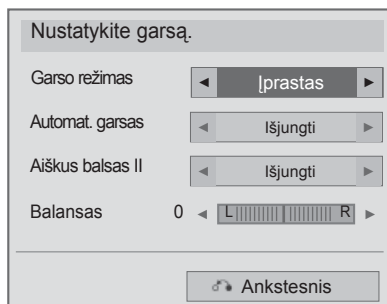 Nustatykite garsą.
Garso režimas ◄ Įprastas ►
Automat. garsas ◄ Išjungti ►
Aiškus balsas II ◄ Išjungti ►
Balansas 0 ◄ L R ►
Ankstesnis